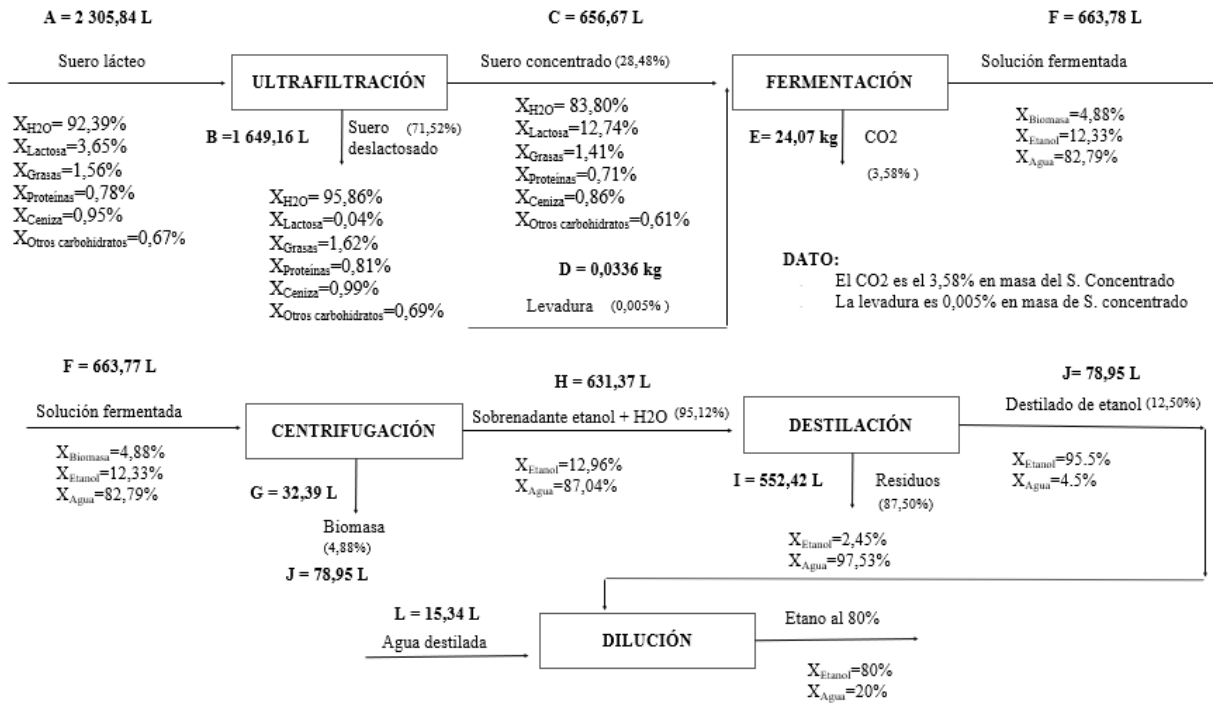 A = 2 305,84 L
Suero lácteo
X_H2O= 92,39%
X_Lactosa=3,65%
X_Grasas=1,56%
X_Proteínas=0,78%
X_Ceniza=0,95%
X_Otros carbohidratos=0,67%
ULTRAFILTRACIÓN
B =1 649,16 L
Suero (71,52%)
deslactosado
X_H2O= 95,86%
X_Lactosa=0,04%
X_Grasas=1,62%
X_Proteínas=0,81%
X_Ceniza=0,99%
X_Otros carbohidratos=0,69%
C = 656,67 L
Suero concentrado (28,48%)
X_H2O= 83,80%
X_Lactosa=12,74%
X_Grasas=1,41%
X_Proteínas=0,71%
X_Ceniza=0,86%
X_Otros carbohidratos=0,61%
D = 0,0336 kg
Levadura (0,005% )
FERMENTACIÓN
E= 24,07 kg
CO2
(3,58% )
F = 663,78 L
Solución fermentada
X_Biomasa=4,88%
X_Etanol=12,33%
X_Agua=82,79%
DATO:
El CO2 es el 3,58% en masa del S. Concentrado
La levadura es 0,005% en masa de S. concentrado
F = 663,77 L
Solución fermentada
X_Biomasa=4,88%
X_Etanol=12,33%
X_Agua=82,79%
CENTRIFUGACIÓN
G = 32,39 L
Biomasa
(4,88%)
H = 631,37 L
Sobrenadante etanol + H2O (95,12%)
X_Etanol=12,96%
X_Agua=87,04%
DESTILACIÓN
I = 552,42 L
Residuos
(87,50%)
X_Etanol=2,45%
X_Agua=97,53%
J= 78,95 L
Destilado de etanol (12,50%)
X_Etanol=95.5%
X_Agua=4.5%
J = 78,95 L
L = 15,34 L
Agua destilada
DILUCIÓN
Etano al 80%
X_Etanol=80%
X_Agua=20%